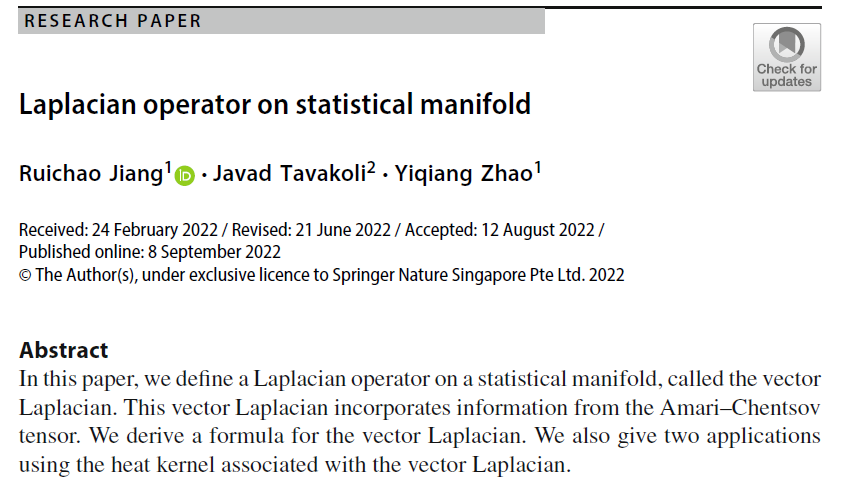 RESEARCH PAPER
Check for
updates
Laplacian operator on statistical manifold
Ruichao Jiang1 iD · Javad Tavakoli2 · Yiqiang Zhao1
Received: 24 February 2022 / Revised: 21 June 2022 / Accepted: 12 August 2022 /
Published online: 8 September 2022
© The Author(s), under exclusive licence to Springer Nature Singapore Pte Ltd. 2022
Abstract
In this paper, we define a Laplacian operator on a statistical manifold, called the vector
Laplacian. This vector Laplacian incorporates information from the Amari–Chentsov
tensor. We derive a formula for the vector Laplacian. We also give two applications
using the heat kernel associated with the vector Laplacian.